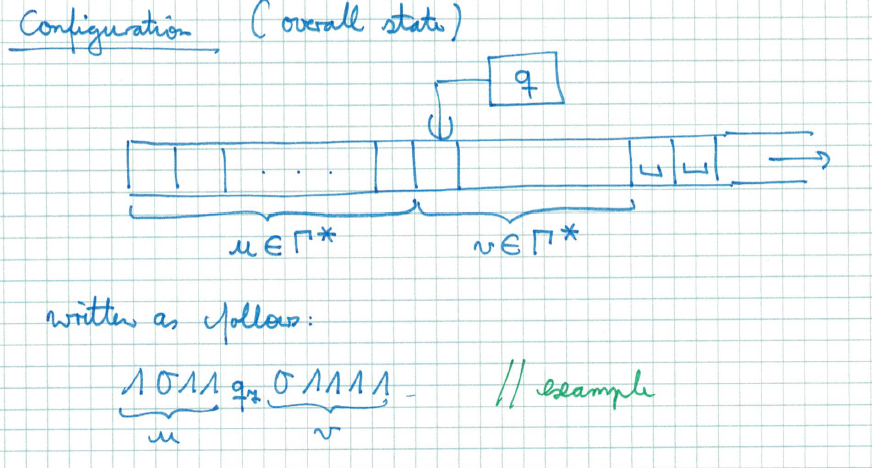 Configuration (overall state)
q
. . . ⊔ ⊔
u ∈ Γ* v ∈ Γ*
written as follows:
1011 q₇ 01111 // example
u v